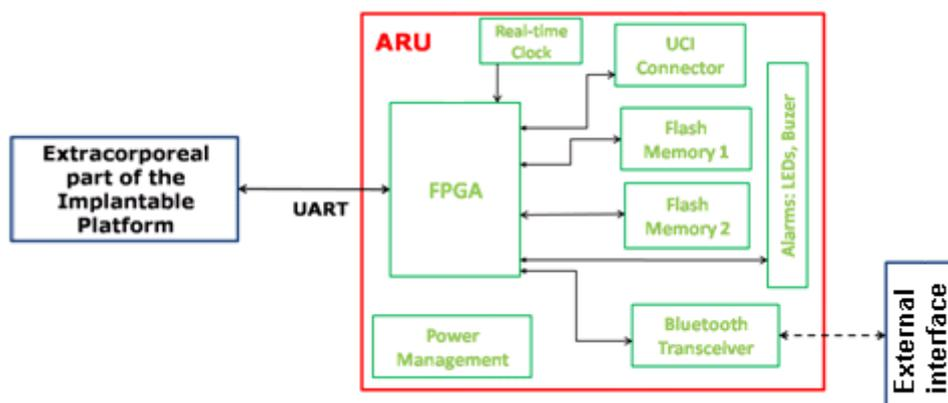 ARU
Real-time
Clock
UCI
Connector
Extracorporeal
part of the
Implantable
Platform
UART
FPGA
Flash
Memory 1
Flash
Memory 2
Alarms: LEDs, Buzer
Power
Management
Bluetooth
Transceiver
External
interface